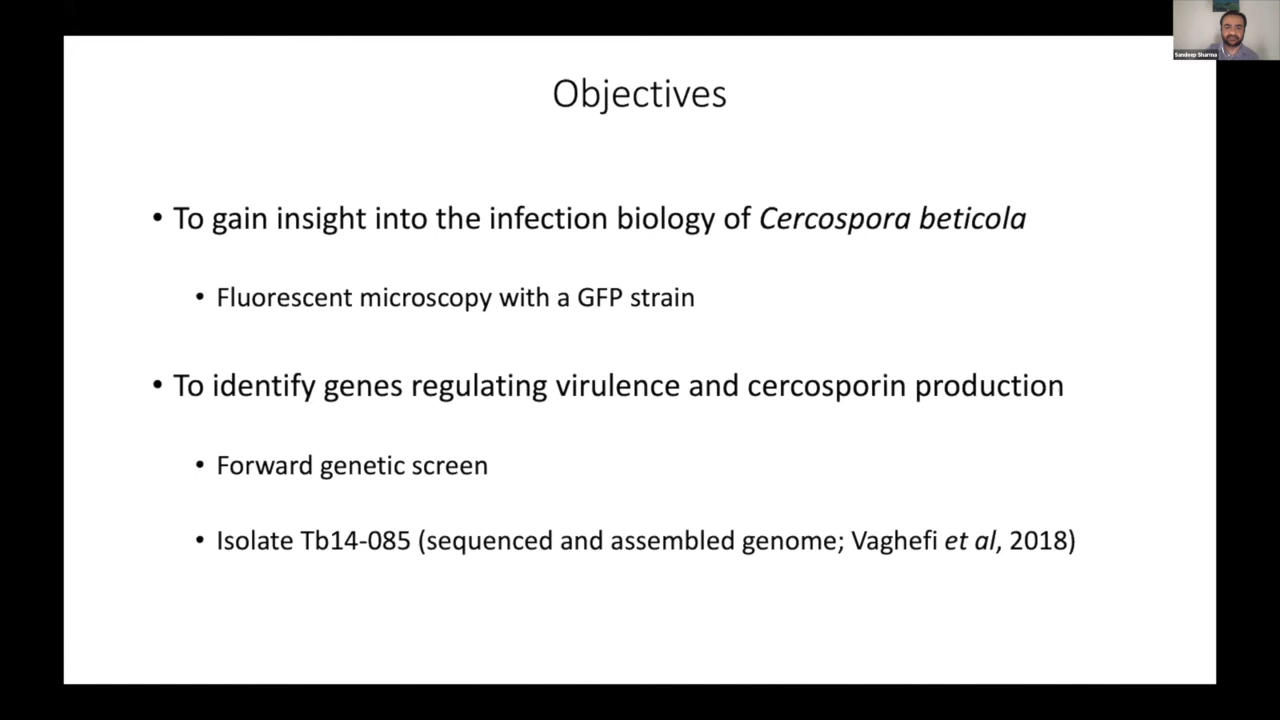 Sandeep Sharma
Objectives
• To gain insight into the infection biology of Cercospora beticola
• Fluorescent microscopy with a GFP strain
• To identify genes regulating virulence and cercosporin production
• Forward genetic screen
• Isolate Tb14-085 (sequenced and assembled genome; Vaghefi et al, 2018)